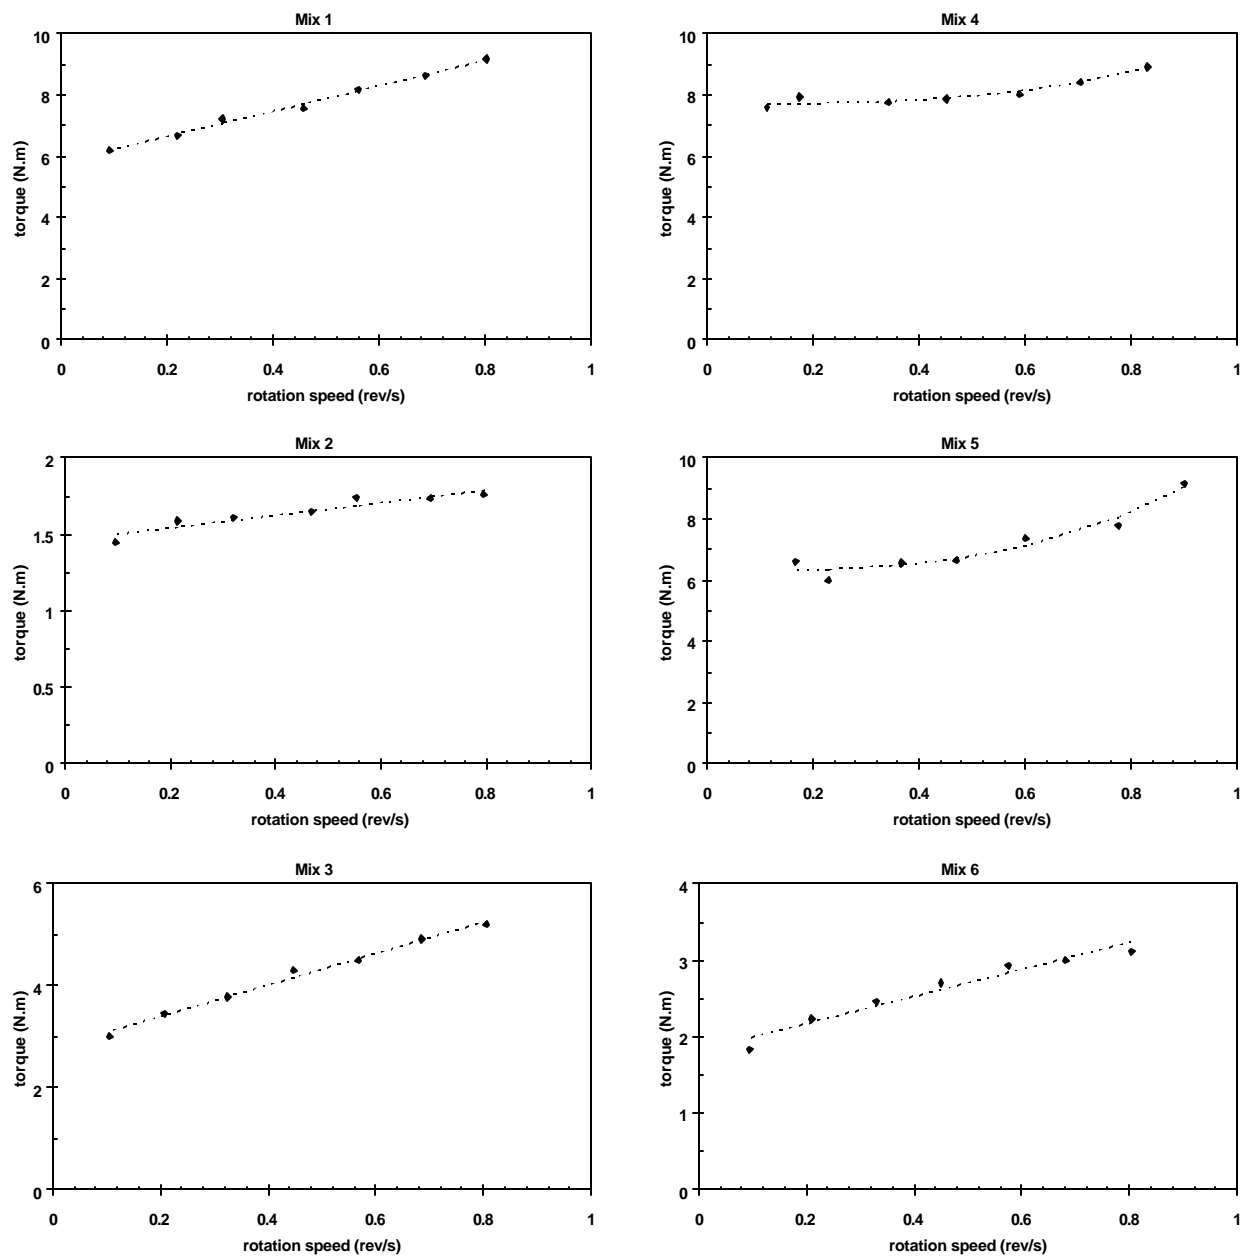 Mix 1
10
8
6
4
2
0
torque (N.m)
0 0.2 0.4 0.6 0.8 1
rotation speed (rev/s)
Mix 4
10
8
6
4
2
0
torque (N.m)
0 0.2 0.4 0.6 0.8 1
rotation speed (rev/s)
Mix 2
2
1.5
1
0.5
0
torque (N.m)
0 0.2 0.4 0.6 0.8 1
rotation speed (rev/s)
Mix 5
10
8
6
4
2
0
torque (N.m)
0 0.2 0.4 0.6 0.8 1
rotation speed (rev/s)
Mix 3
6
4
2
0
torque (N.m)
0 0.2 0.4 0.6 0.8 1
rotation speed (rev/s)
Mix 6
4
3
2
1
0
torque (N.m)
0 0.2 0.4 0.6 0.8 1
rotation speed (rev/s)